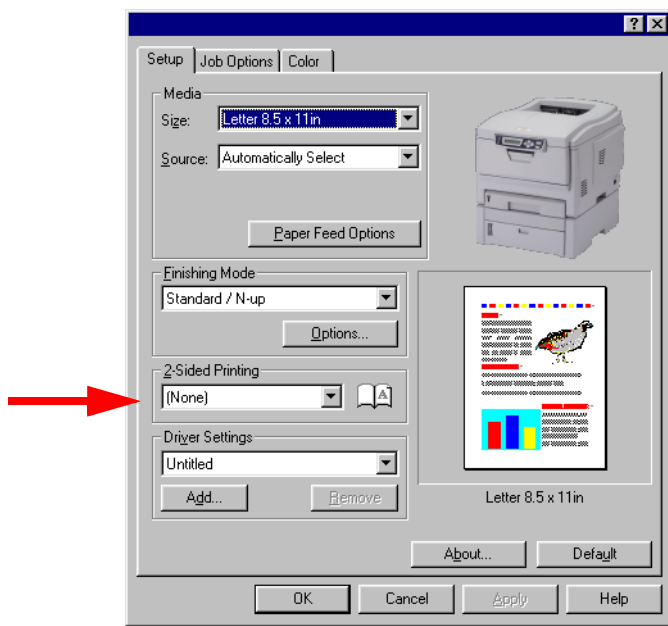 Setup
Job Options
Color
Media
Size:
Letter 8.5 x 11in
Source:
Automatically Select
Paper Feed Options
Finishing Mode
Standard / N-up
Options...
2-Sided Printing
(None)
A
Driver Settings
Untitled
Add...
Remove
Letter 8.5 x 11in
About...
Default
OK
Cancel
Apply
Help